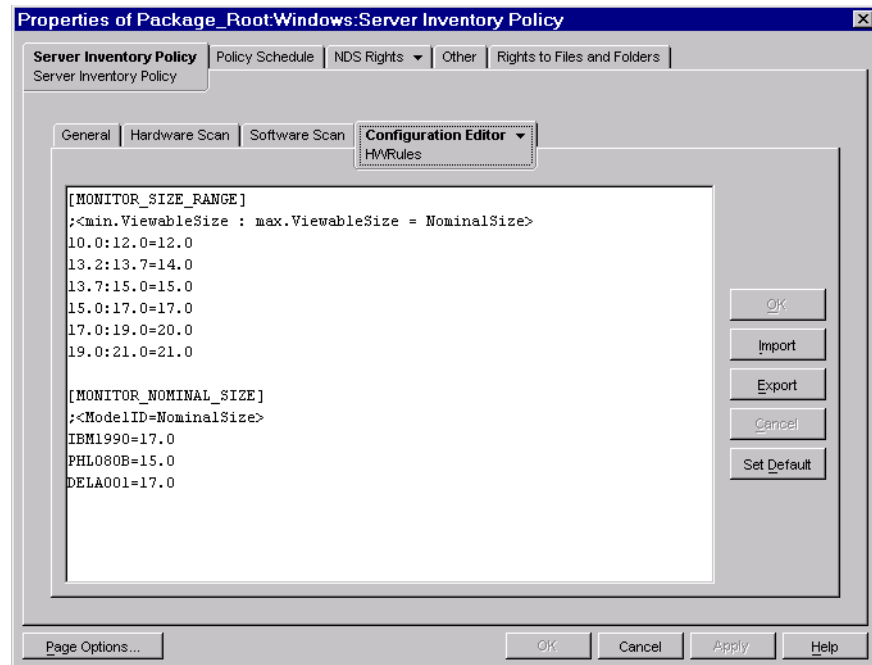 Properties of Package_Root:Windows:Server Inventory Policy
Server Inventory Policy Policy Schedule NDS Rights Other Rights to Files and Folders
Server Inventory Policy
General Hardware Scan Software Scan Configuration Editor
HWRules
[MONITOR_SIZE_RANGE]
;<min.ViewableSize : max.ViewableSize = NominalSize>
10.0:12.0=12.0
13.2:13.7=14.0
13.7:15.0=15.0
15.0:17.0=17.0
17.0:19.0=20.0
19.0:21.0=21.0
[MONITOR_NOMINAL_SIZE]
;<ModelID=NominalSize>
IBM1990=17.0
PHL080B=15.0
DELA001=17.0
OK
Import
Export
Cancel
Set Default
Page Options... OK Cancel Apply Help